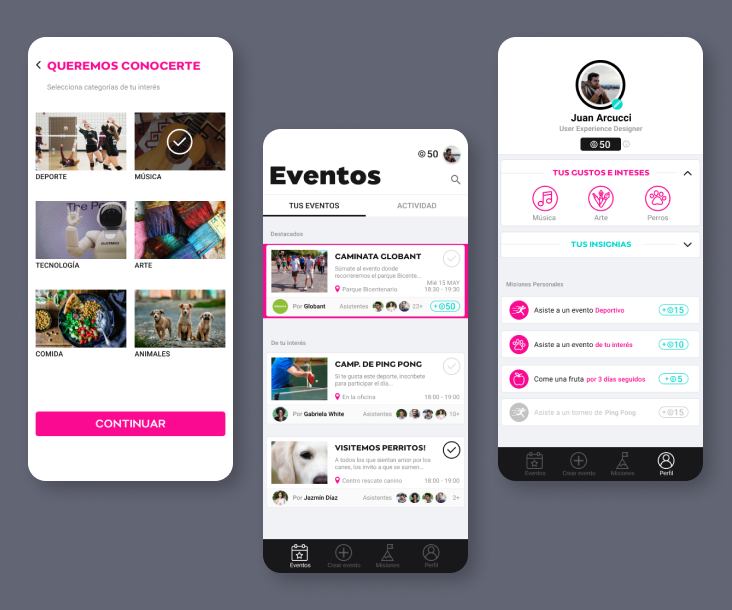 QUEREMOS CONOCERTE
Selecciona categorías de tu interés
DEPORTE
MÚSICA
TECNOLOGÍA
ARTE
COMIDA
ANIMALES
CONTINUAR
50
Eventos
TUS EVENTOS
ACTIVIDAD
Destacados
CAMINATA GLOBANT
Súmate al evento donde
recorreremos el parque Bicente...
Mié 15 MAY
Parque Bicentenario
18:30 - 19:30
Por Globant
Asistentes
22+
+50
De tu interés
CAMP. DE PING PONG
Si te gusta este deporte, inscríbete
para participar el día...
En la oficina
18:00 - 19:00
Por Gabriela White
Asistentes
10+
VISITEMOS PERRITOS!
A todos los que sientan amor por los
canes, los invito a que se sumen...
Centro rescate canino
18:00 - 19:00
Por Jazmín Díaz
Asistentes
2+
Eventos
Crear evento
Misiones
Perfil
Juan Arcucci
User Experience Designer
50
TUS GUSTOS E INTESES
Música
Arte
Perros
TUS INSIGNIAS
Misiones Personales
Asiste a un evento Deportivo
+15
Asiste a un evento de tu interés
+10
Come una fruta por 3 días seguidos
+5
Asiste a un torneo de Ping Pong
+15
Eventos
Crear evento
Misiones
Perfil